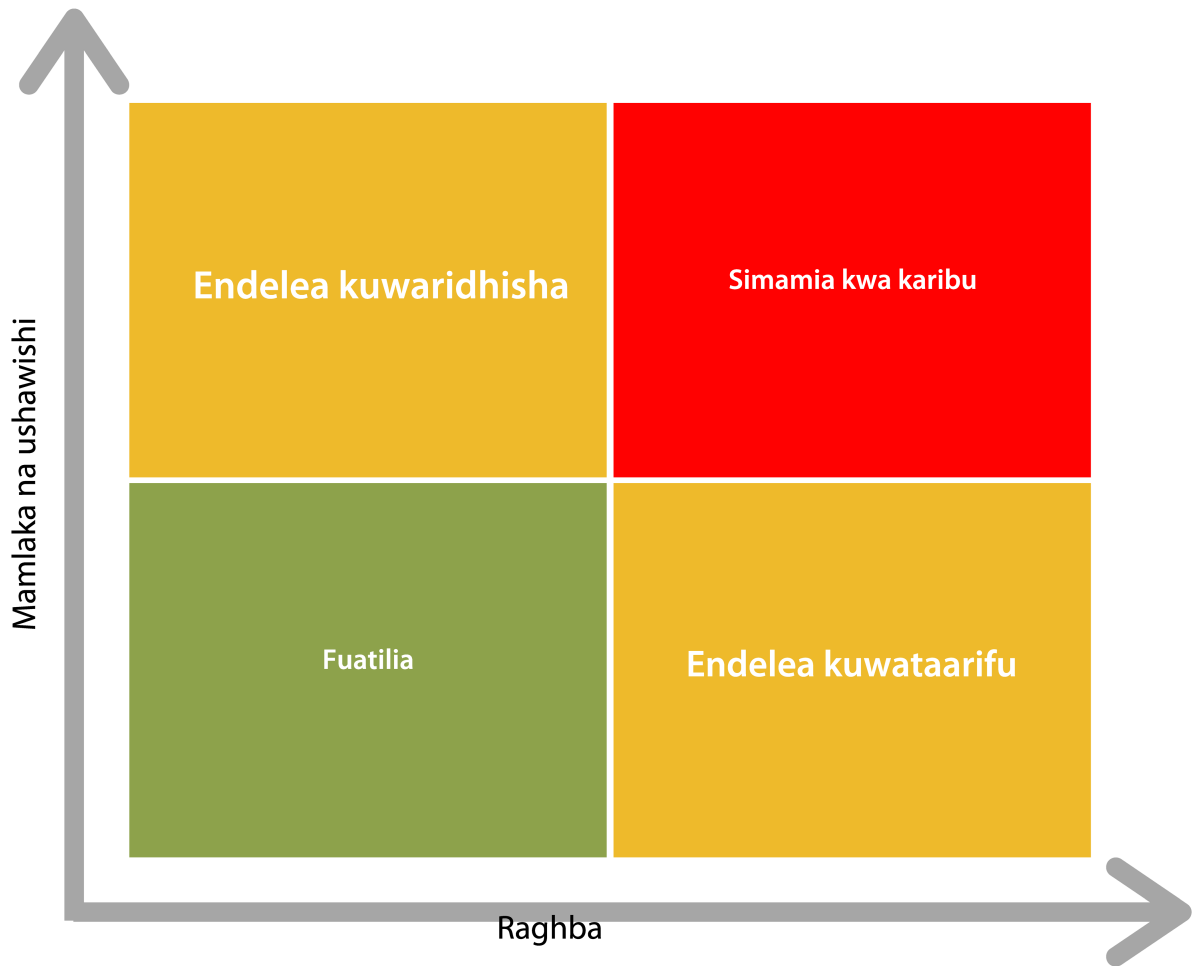 Mamlaka na ushawishi
Endelea kuwaridhisha
Simamia kwa karibu
Fuatilia
Endelea kuwataarifu
Raghba